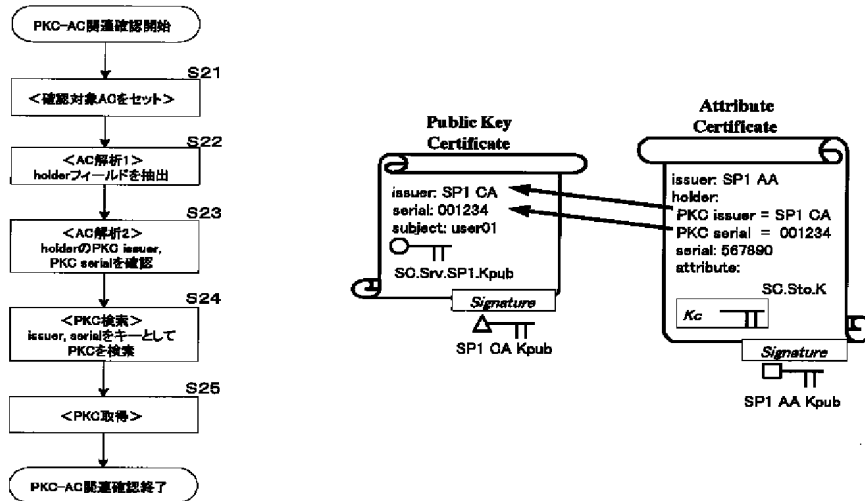 PKC-AC関連確認開始
S21
<確認対象ACをセット>
S22
<AC解析1>
holderフィールドを抽出
S23
<AC解析2>
holderのPKC issuer,
PKC serialを確認
S24
<PKC検索>
issuer, serialをキーとして
PKCを検索
S25
<PKC取得>
PKC-AC関連確認終了
Public Key
Certificate
issuer: SP1 CA
serial: 001234
subject: user01
SC.Srv.SP1.Kpub
Signature
SP1 CA Kpub
Attribute
Certificate
issuer: SP1 AA
holder:
PKC issuer = SP1 CA
PKC serial = 001234
serial: 567890
attribute:
SC.Sto.K
Kc
Signature
SP1 AA Kpub